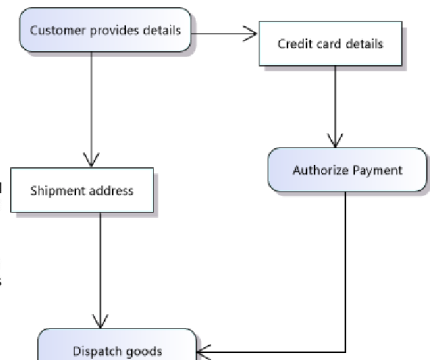 Customer provides details
Credit card details
Authorize Payment
Shipment address
Dispatch goods